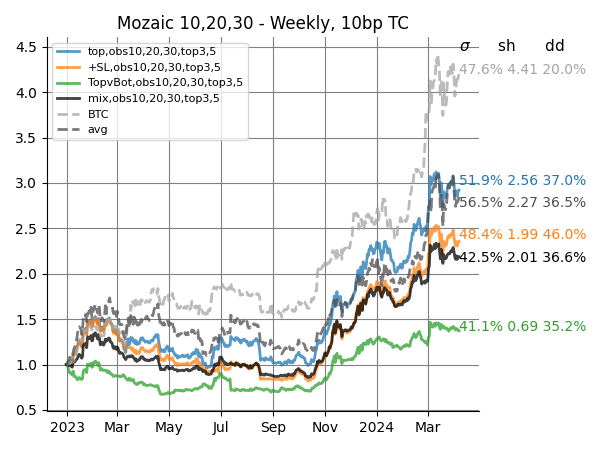 Mozaic 10,20,30 - Weekly, 10bp TC
σ sh dd
top,obs10,20,30,top3,5
+SL,obs10,20,30,top3,5
TopvBot,obs10,20,30,top3,5
mix,obs10,20,30,top3,5
BTC
avg
47.6% 4.41 20.0%
51.9% 2.56 37.0%
56.5% 2.27 36.5%
48.4% 1.99 46.0%
42.5% 2.01 36.6%
41.1% 0.69 35.2%
4.5
4.0
3.5
3.0
2.5
2.0
1.5
1.0
0.5
2023 Mar May Jul Sep Nov 2024 Mar